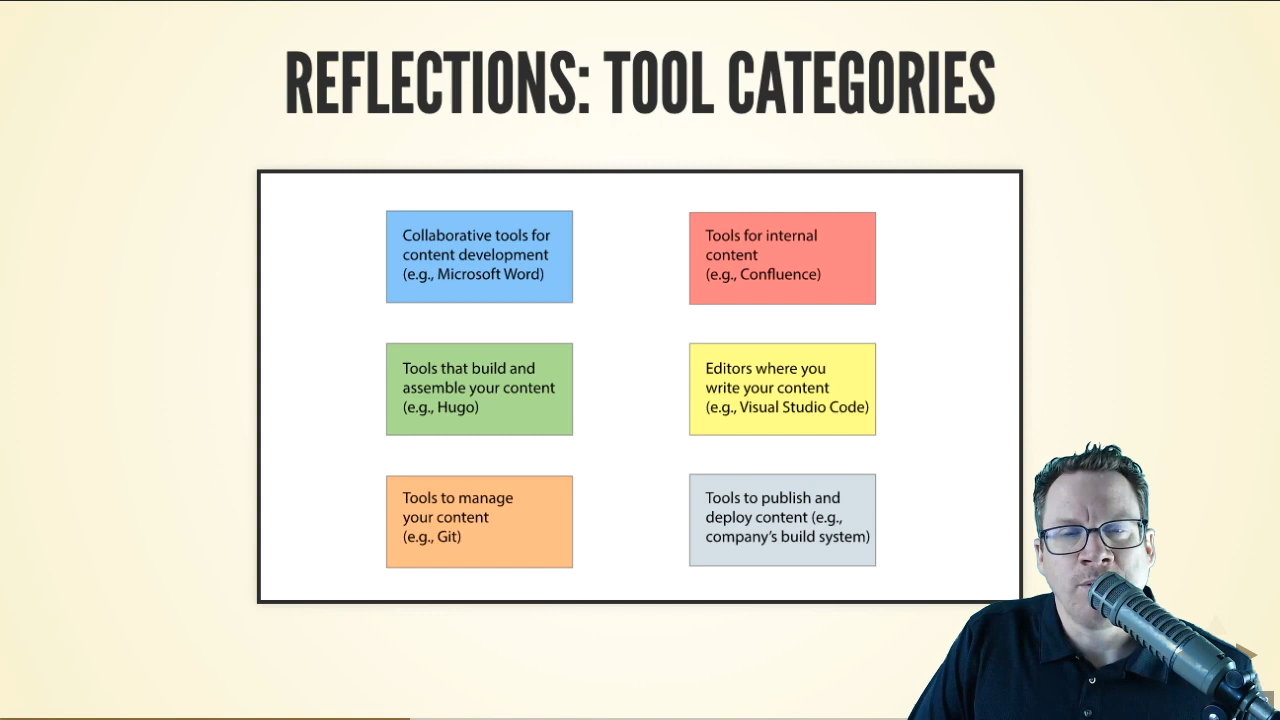 REFLECTIONS: TOOL CATEGORIES
Collaborative tools for
content development
(e.g., Microsoft Word)
Tools for internal
content
(e.g., Confluence)
Tools that build and
assemble your content
(e.g., Hugo)
Editors where you
write your content
(e.g., Visual Studio Code)
Tools to manage
your content
(e.g., Git)
Tools to publish and
deploy content (e.g.,
company's build system)